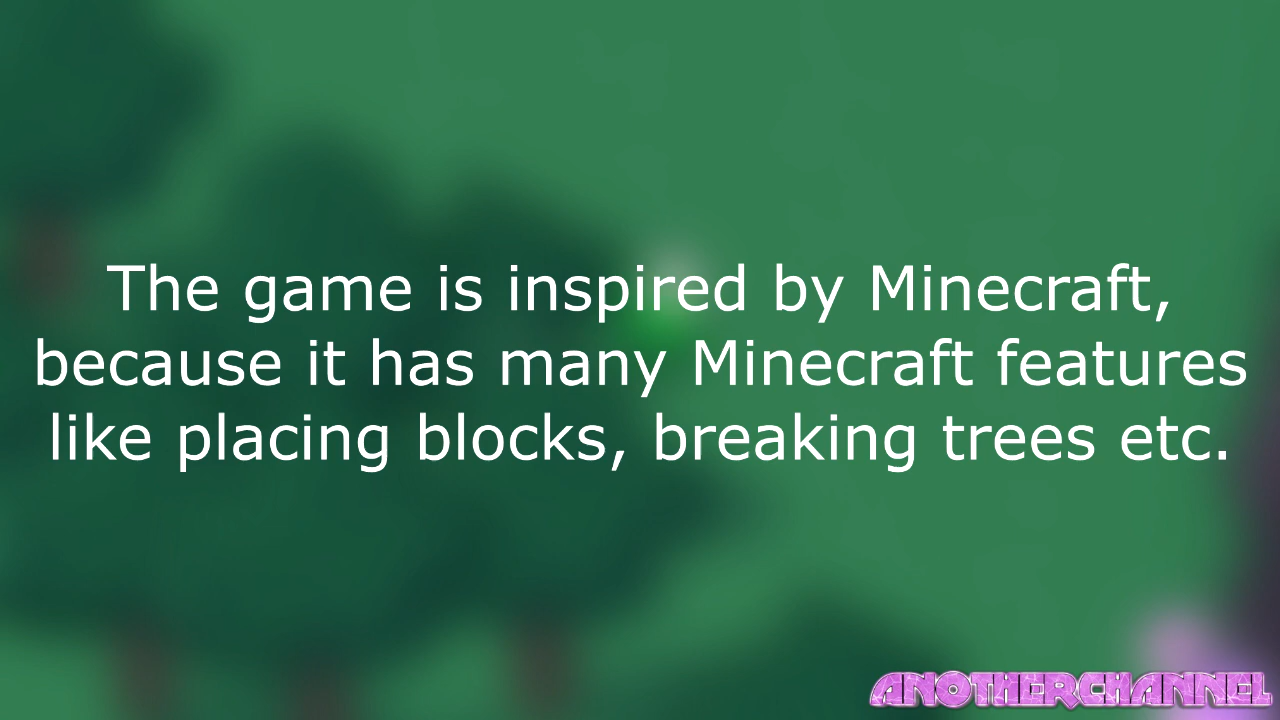 The game is inspired by Minecraft,
because it has many Minecraft features
like placing blocks, breaking trees etc.
ANOTHERCHANNEL